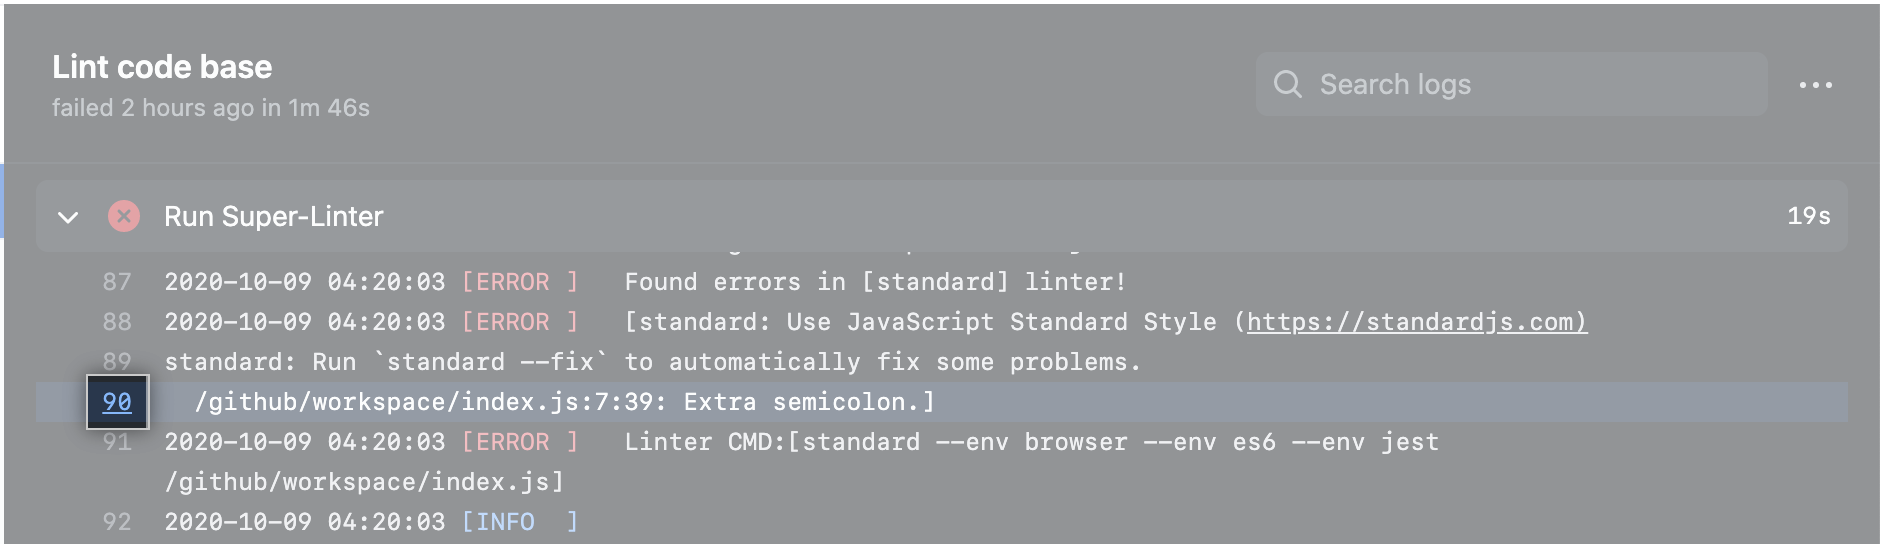 Lint code base
failed 2 hours ago in 1m 46s
Search logs
Run Super-Linter
19s
87 2020-10-09 04:20:03 [ERROR ]   Found errors in [standard] linter!
88 2020-10-09 04:20:03 [ERROR ]   [standard: Use JavaScript Standard Style (https://standardjs.com)
89 standard: Run `standard --fix` to automatically fix some problems.
90   /github/workspace/index.js:7:39: Extra semicolon.]
91 2020-10-09 04:20:03 [ERROR ]   Linter CMD:[standard --env browser --env es6 --env jest
/github/workspace/index.js]
92 2020-10-09 04:20:03 [INFO  ]